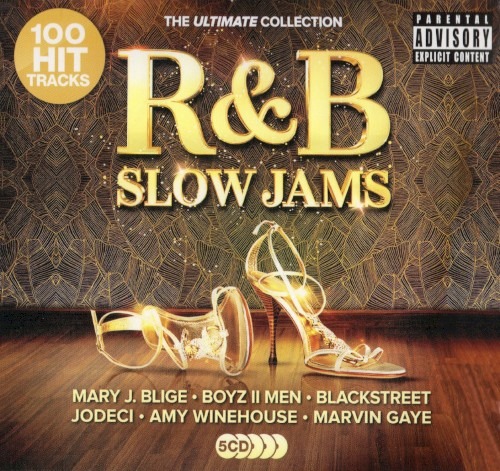 THE ULTIMATE COLLECTION
100
HIT
TRACKS
PARENTAL
ADVISORY
EXPLICIT CONTENT
R&B
SLOW JAMS
MARY J. BLIGE • BOYZ II MEN • BLACKSTREET
JODECI • AMY WINEHOUSE • MARVIN GAYE
5CD